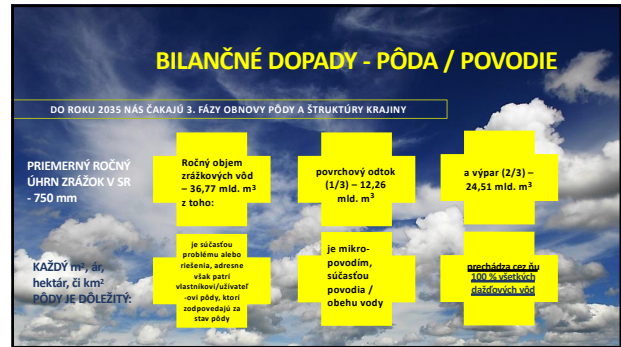 BILANČNÉ DOPADY - PÔDA / POVODIE
DO ROKU 2035 NÁS ČAKAJÚ 3. FÁZY OBNOVY PÔDY A ŠTRUKTÚRY KRAJINY
PRIEMERNÝ ROČNÝ
ÚHRN ZRÁŽOK V SR
- 750 mm
Ročný objem
zrážkových vôd
– 36,77 mld. m³
z toho:
povrchový odtok
(1/3) – 12,26
mld. m³
a výpar (2/3) –
24,51 mld. m³
KAŽDÝ m², ár,
hektár, či km²
PÔDY JE DÔLEŽITÝ:
je súčasťou
problému alebo
riešenia, adresne
však patrí
vlastníkovi/užívateľ
-ovi pôdy, ktorí
zodpovedajú za
stav pôdy
je mikro-
povodím,
súčasťou
povodia /
obehu vody
prechádza cez ňu
100 % všetkých
dažďových vôd